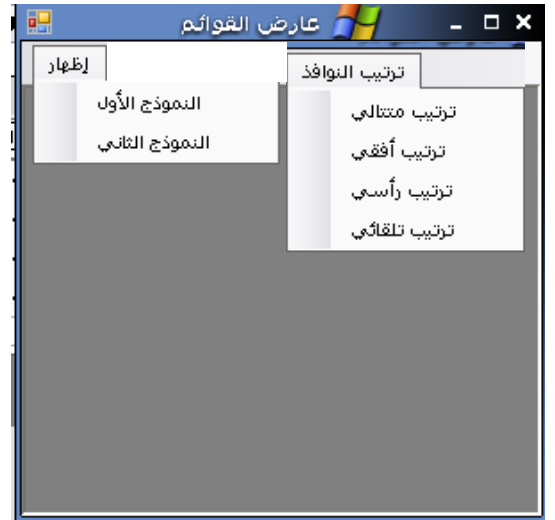 عارض القوائم
إظهار
النموذج الأول
النموذج الثاني
ترتيب النوافذ
ترتيب متتالي
ترتيب أفقي
ترتيب رأسي
ترتيب تلقائي